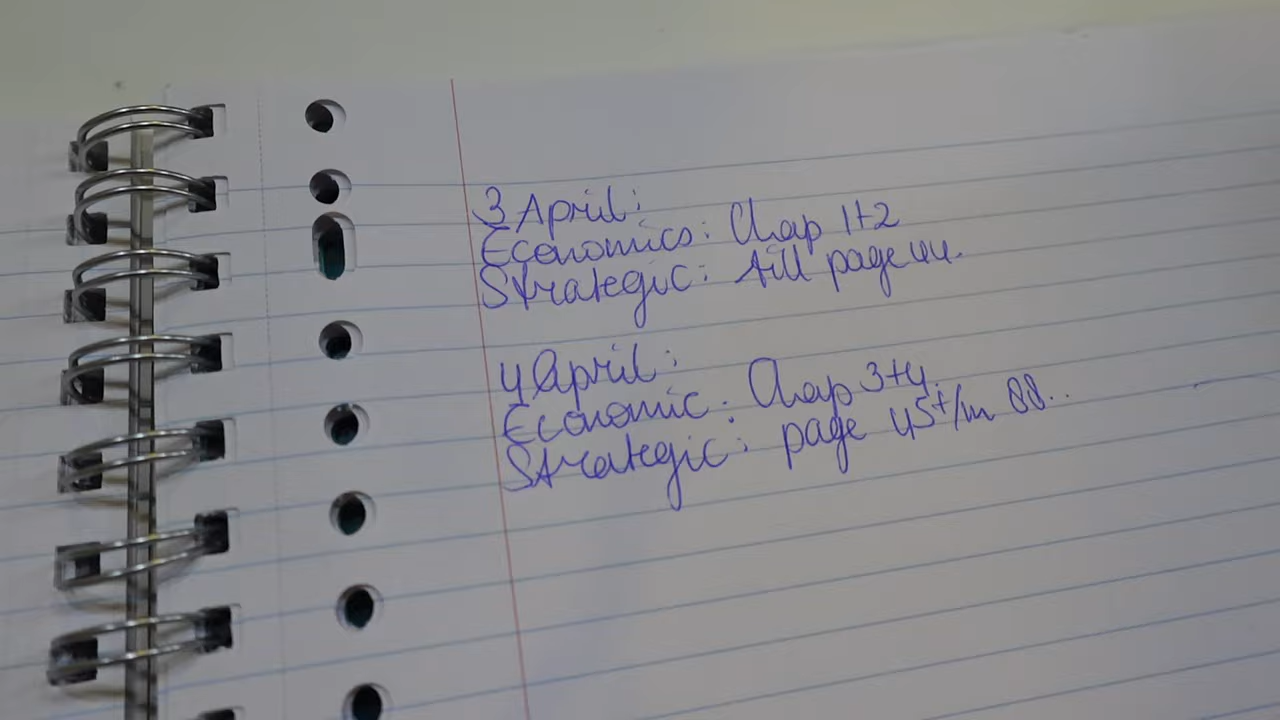 3 April:
Economics: Chap 1+2
Strategic: till page 44.
4 April:
Economic: Chap 3+4.
Strategic: page 45 t/m 88..